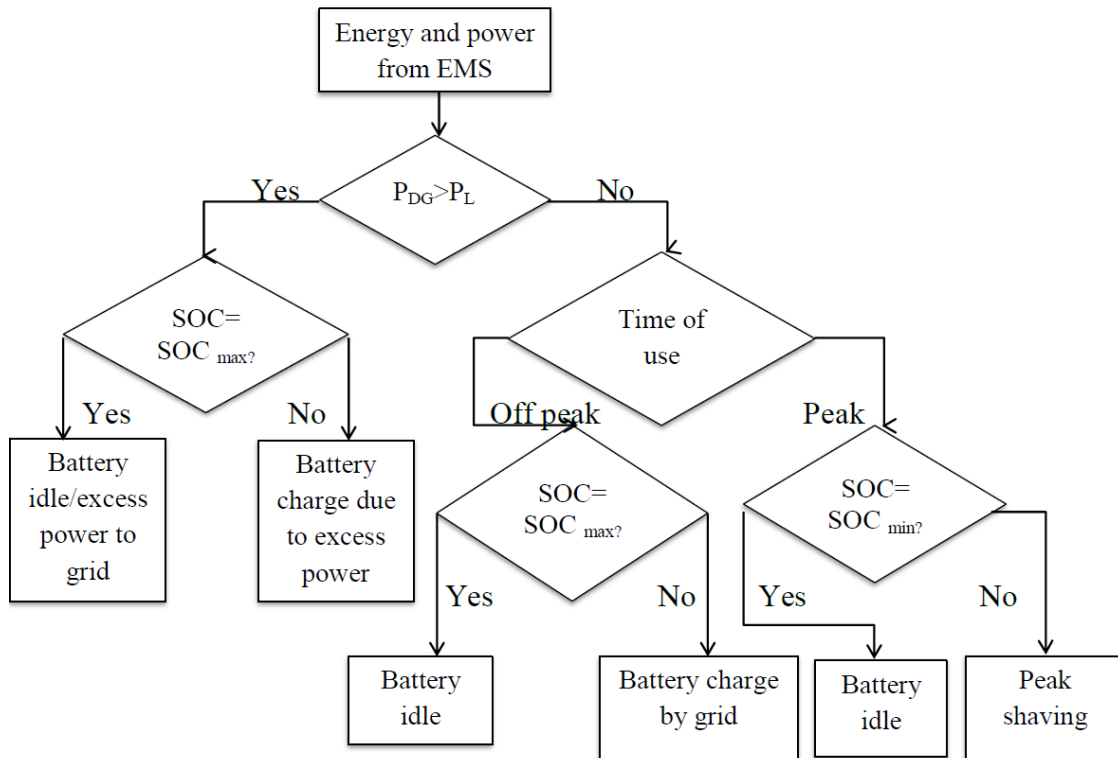 Energy and power
from EMS
P_DG>P_L
Yes
No
SOC=
SOC max?
Time of
use
Yes
No
Off peak
Peak
Battery
idle/excess
power to
grid
Battery
charge due
to excess
power
SOC=
SOC max?
SOC=
SOC min?
Yes
No
Yes
No
Battery
idle
Battery charge
by grid
Battery
idle
Peak
shaving